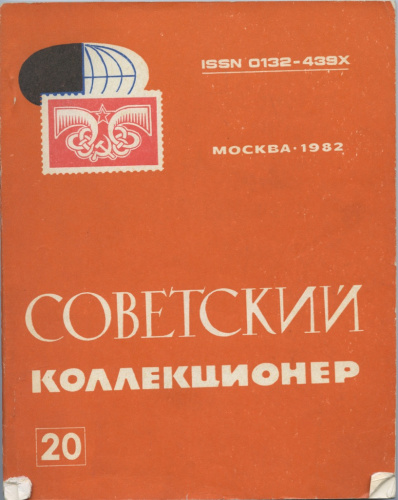 ISSN 0132-439X
МОСКВА·1982
СОВЕТСКИЙ
КОЛЛЕКЦИОНЕР
20